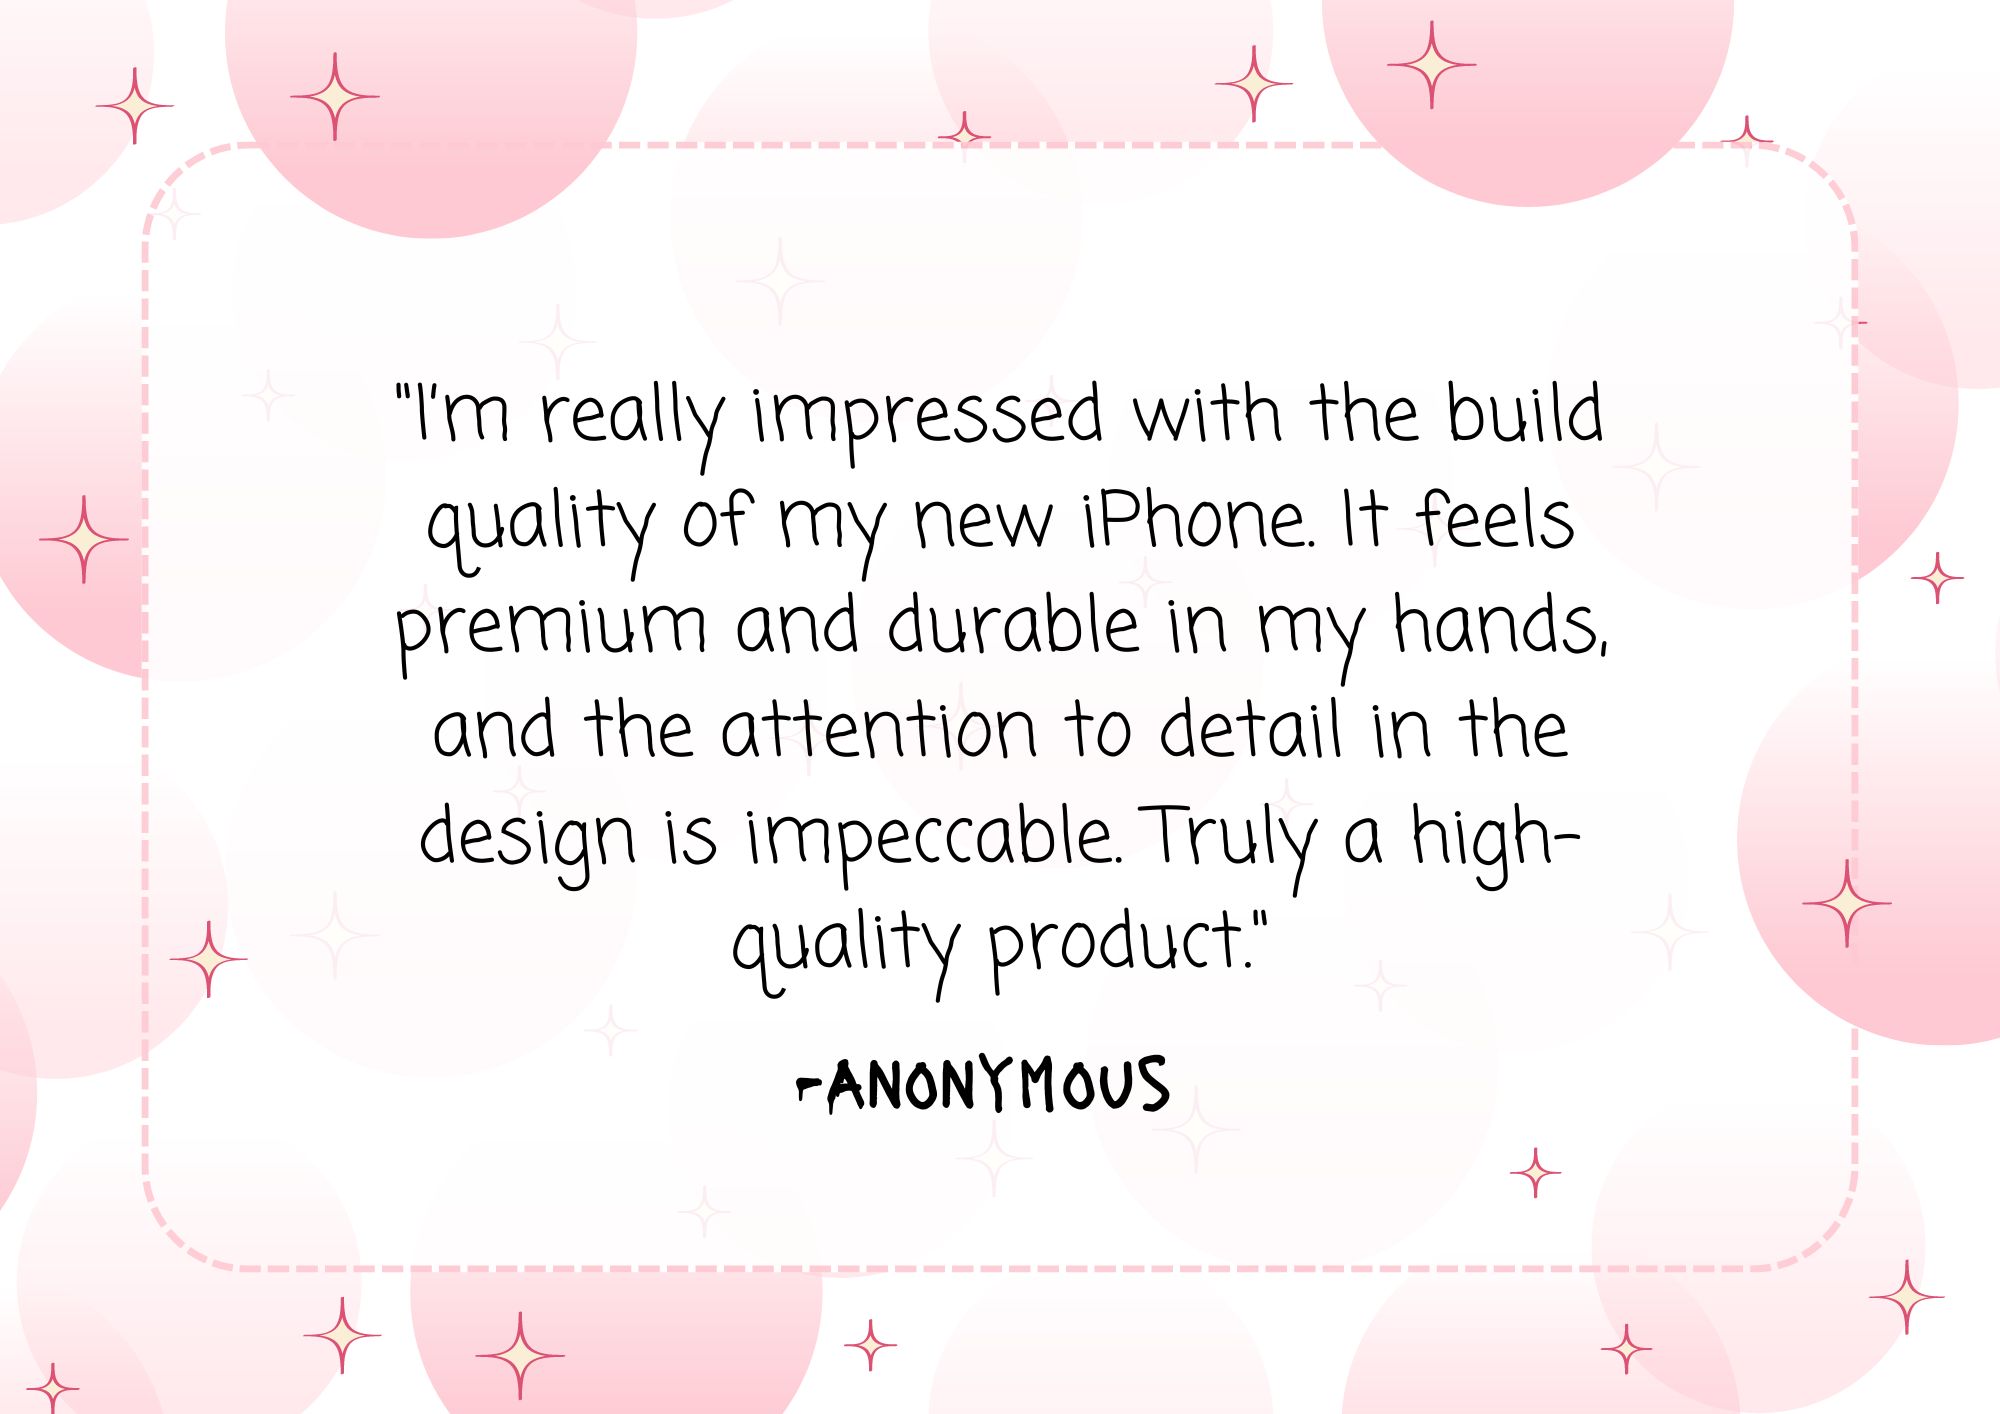 "I'm really impressed with the build
quality of my new iPhone. It feels
premium and durable in my hands,
and the attention to detail in the
design is impeccable. Truly a high-
quality product."
-ANONYMOUS